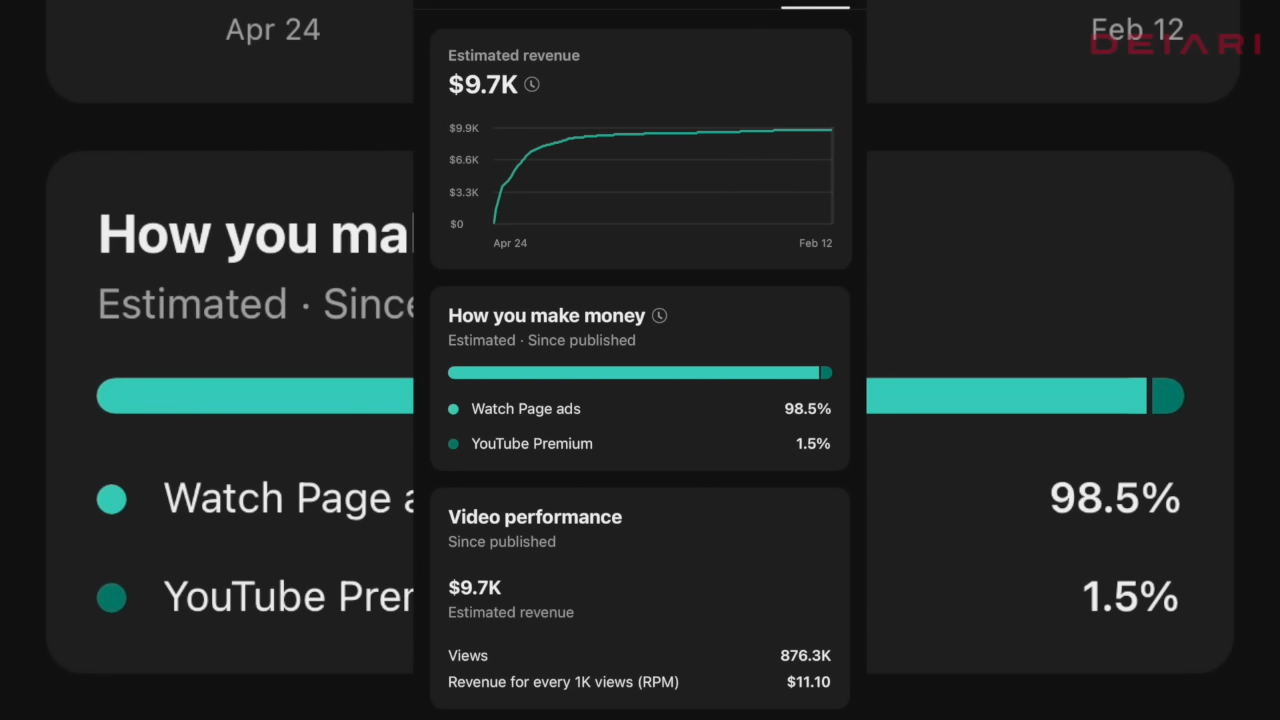 Apr 24
Feb 12
DETARI
Estimated revenue
$9.7K
$9.9K
$6.6K
$3.3K
$0
Apr 24
Feb 12
How you mak
Estimated · Since
Watch Page a
98.5%
YouTube Prem
1.5%
How you make money
Estimated · Since published
Watch Page ads
98.5%
YouTube Premium
1.5%
Video performance
Since published
$9.7K
Estimated revenue
Views
876.3K
Revenue for every 1K views (RPM)
$11.10